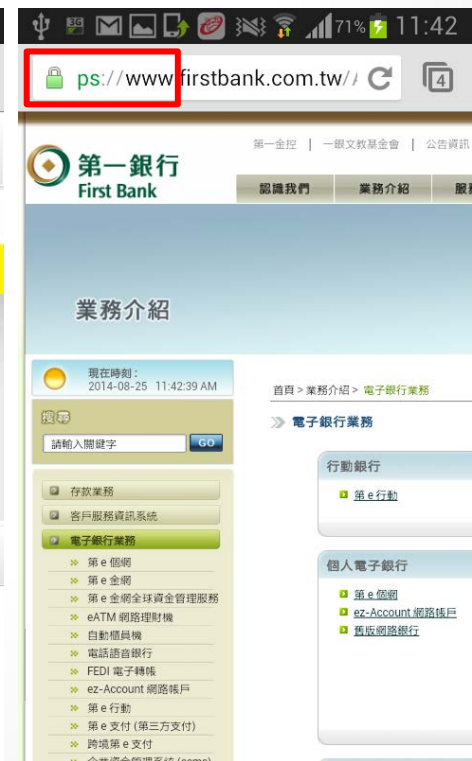 71% 11:42
ps://www.firstbank.com.tw//
4
第一金控 | 一銀文教基金會 | 公告資訊
第一銀行
First Bank
認識我們 業務介紹
業務介紹
現在時刻：
2014-08-25 11:42:39 AM
搜尋
請輸入關鍵字 GO
存款業務
客戶服務資訊系統
電子銀行業務
第 e 個網
第 e 金網
第 e 金網全球資金管理服務
eATM 網路理財機
自動櫃員機
電話語音銀行
FEDI 電子轉帳
ez-Account 網路帳戶
第 e 行動
第 e 支付 (第三方支付)
跨境第 e 支付
首頁 > 業務介紹 > 電子銀行業務
電子銀行業務
行動銀行
第 e 行動
個人電子銀行
第 e 個網
ez-Account 網路帳戶
舊版網路銀行